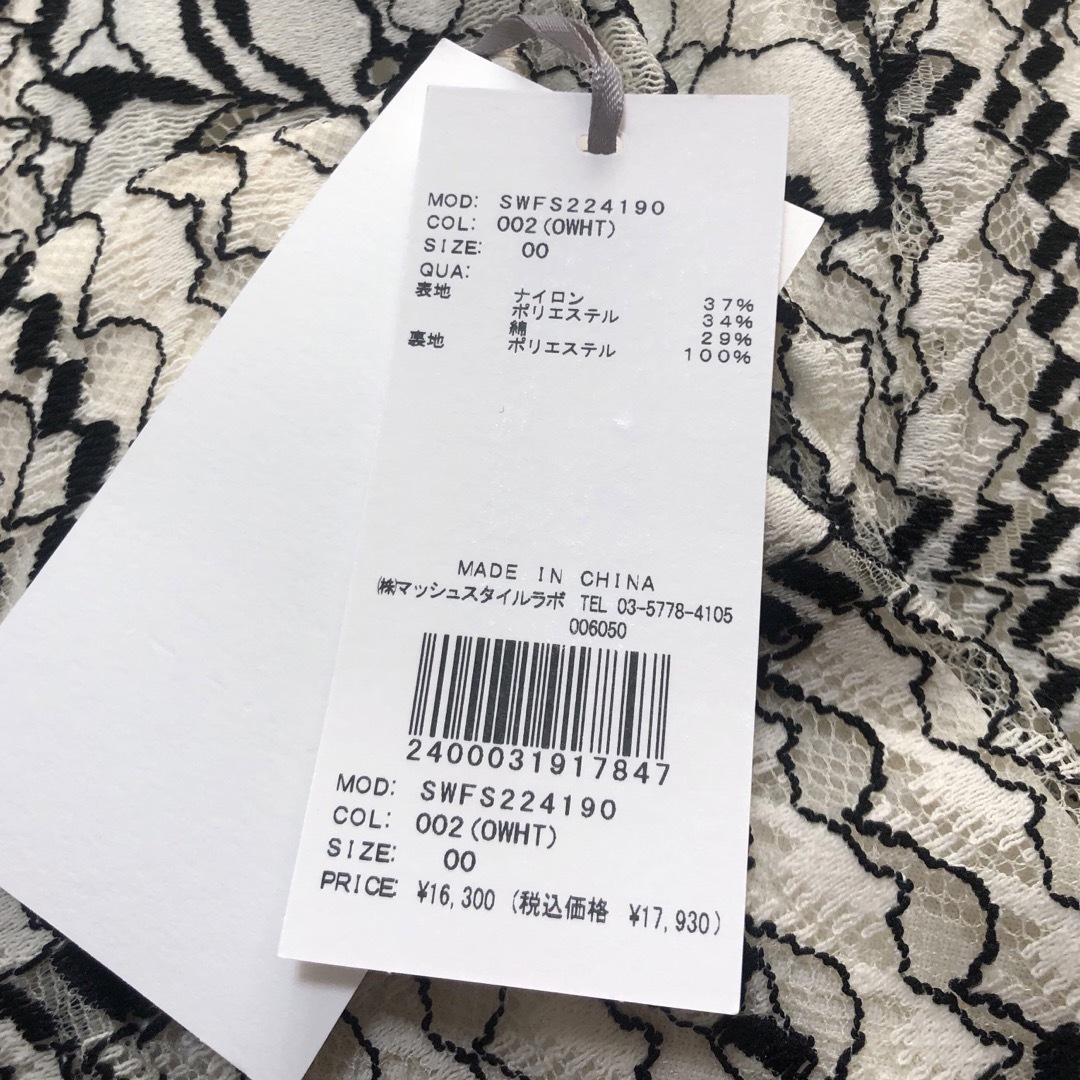 MOD: SWFS224190
COL: 002(OWHT)
SIZE: 00
QUA:
表地 ナイロン 37%
ポリエステル 34%
綿 29%
裏地 ポリエステル 100%
MADE IN CHINA
㈱マッシュスタイルラボ TEL 03-5778-4105
006050
2400031917847
MOD: SWFS224190
COL: 002(OWHT)
SIZE: 00
PRICE: ¥16,300 (税込価格 ¥17,930)